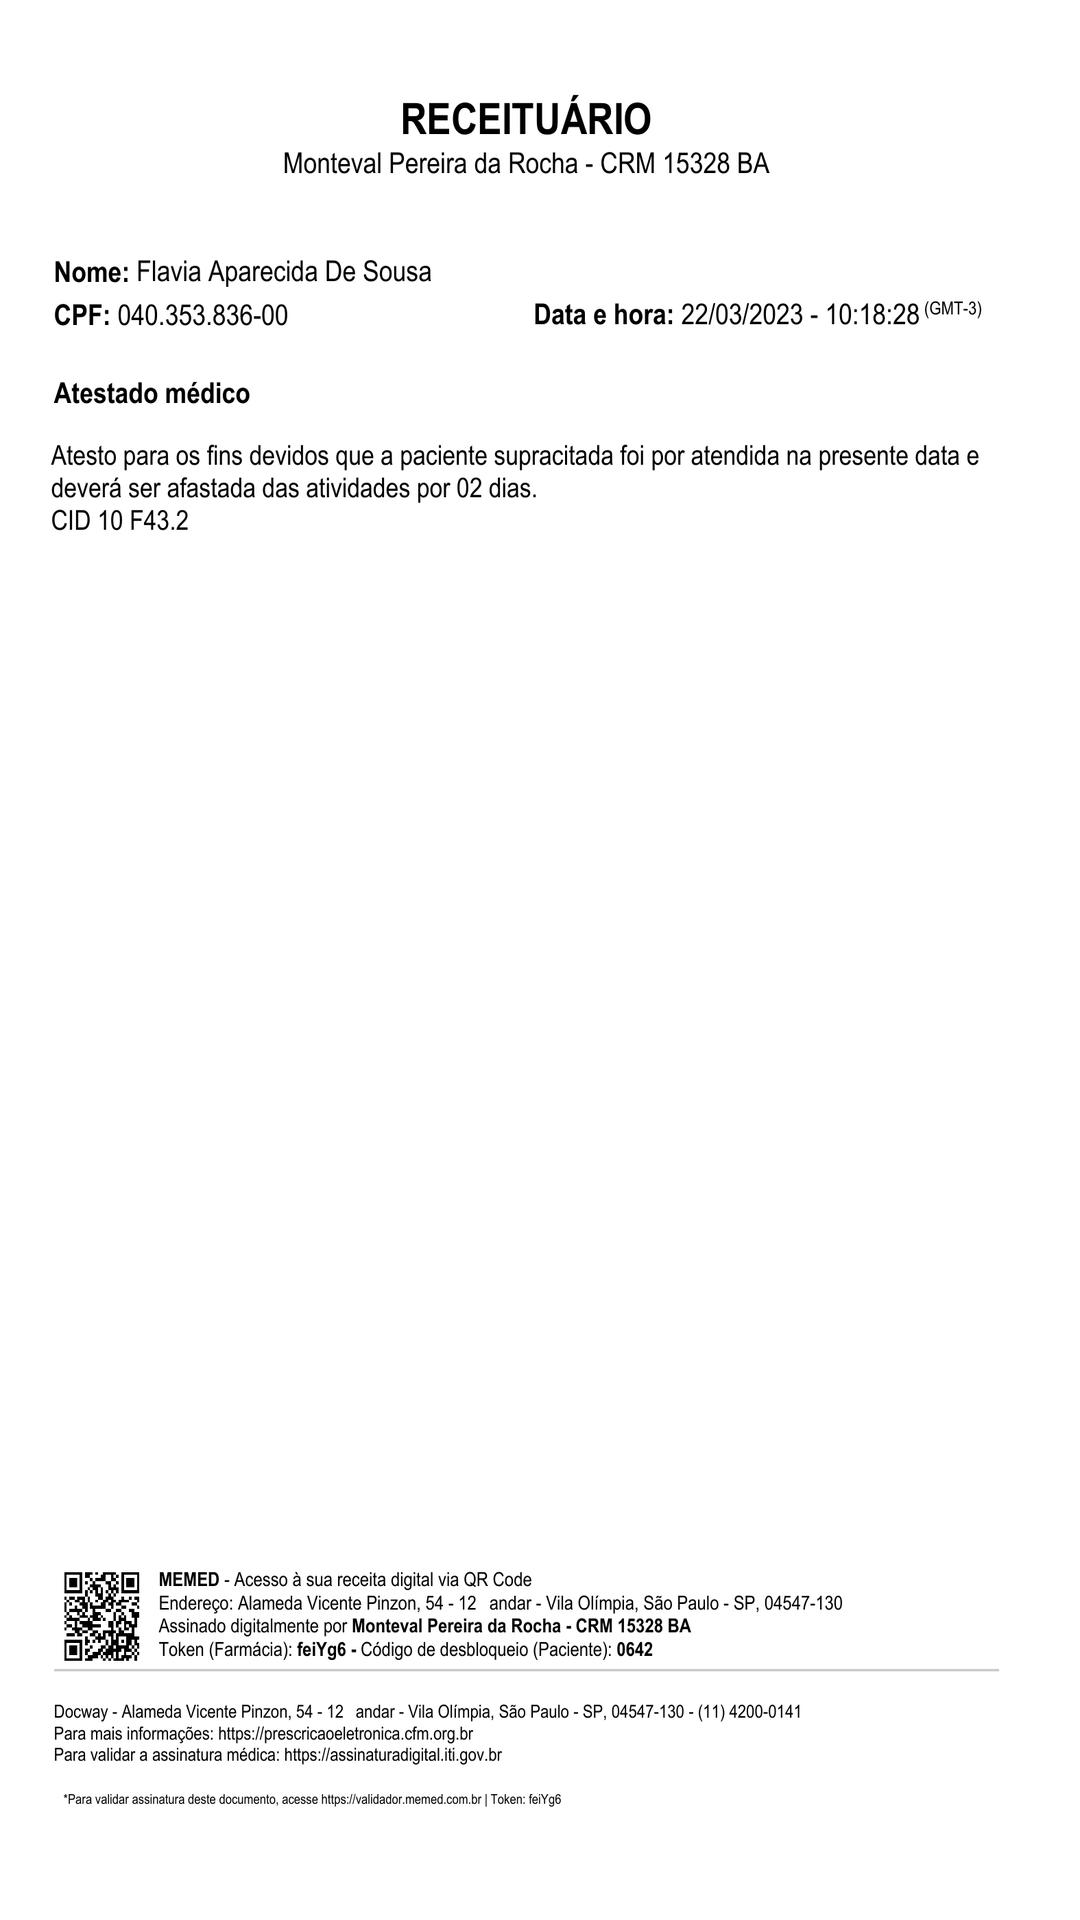 RECEITUÁRIO
Monteval Pereira da Rocha - CRM 15328 BA
Nome: Flavia Aparecida De Sousa
CPF: 040.353.836-00
Data e hora: 22/03/2023 - 10:18:28 (GMT-3)
Atestado médico
Atesto para os fins devidos que a paciente supracitada foi por atendida na presente data e
deverá ser afastada das atividades por 02 dias.
CID 10 F43.2
MEMED - Acesso à sua receita digital via QR Code
Endereço: Alameda Vicente Pinzon, 54 - 12 andar - Vila Olímpia, São Paulo - SP, 04547-130
Assinado digitalmente por Monteval Pereira da Rocha - CRM 15328 BA
Token (Farmácia): feiYg6 - Código de desbloqueio (Paciente): 0642
Docway - Alameda Vicente Pinzon, 54 - 12 andar - Vila Olímpia, São Paulo - SP, 04547-130 - (11) 4200-0141
Para mais informações: https://prescricaoeletronica.cfm.org.br
Para validar a assinatura médica: https://assinaturadigital.iti.gov.br
*Para validar assinatura deste documento, acesse https://validador.memed.com.br | Token: feiYg6